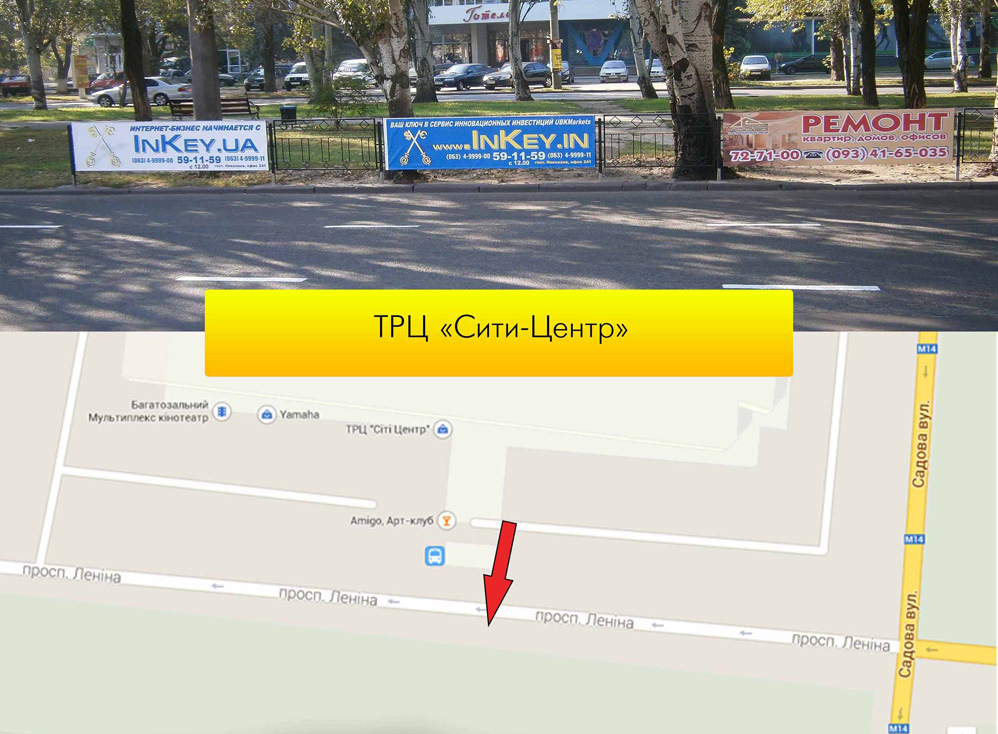 Готель
ИНТЕРНЕТ-БИЗНЕС НАЧИНАЕТСЯ С
INKEY.UA
(063) 4-9999-00 59-11-59 (063) 4-9999-11
с 12.00
ВАШ КЛЮЧ В СЕРВИС ИННОВАЦИОННЫХ ИНВЕСТИЦИЙ UBKMarkets
www.INKEY.IN
(063) 4-9999-00 59-11-59 (063) 4-9999-11
с 12.00
РЕМОНТ
квартир, домов, офисов
72-71-00 (093) 41-65-035
ТРЦ «Сити-Центр»
M14
Багатозальний
Мультиплекс кінотеатр
Yamaha
ТРЦ "Сіті Центр"
Садова вул.
Amigo, Арт-клуб
M14
просп. Леніна
просп. Леніна
просп. Леніна
просп. Леніна
Садова вул.
M14